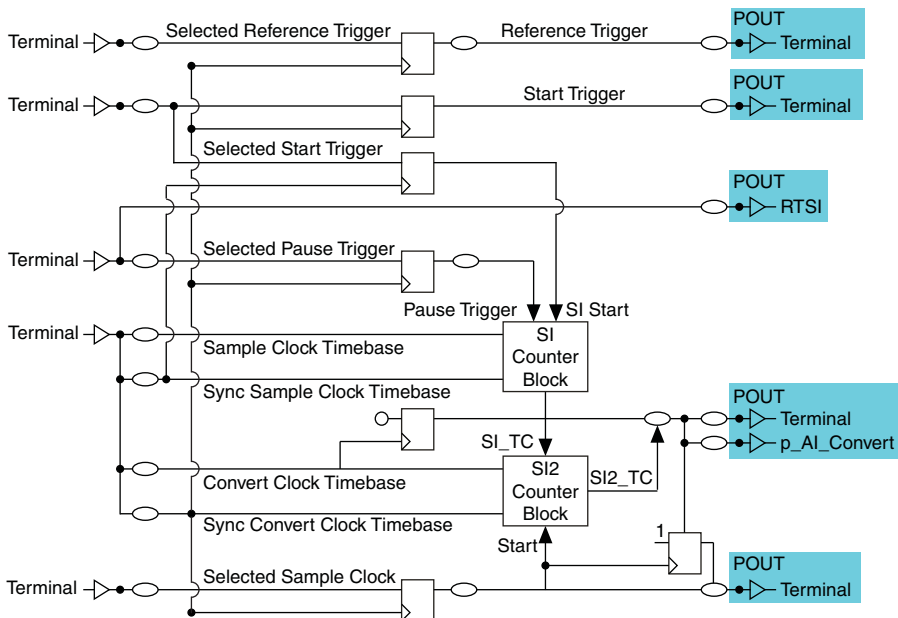 Terminal
Selected Reference Trigger
Reference Trigger
POUT
Terminal
Terminal
Start Trigger
POUT
Terminal
Selected Start Trigger
POUT
RTSI
Terminal
Selected Pause Trigger
Pause Trigger
SI Start
Terminal
Sample Clock Timebase
SI
Counter
Block
Sync Sample Clock Timebase
POUT
Terminal
p_AI_Convert
SI_TC
Convert Clock Timebase
SI2
Counter
Block
SI2_TC
Sync Convert Clock Timebase
Start
1
Terminal
Selected Sample Clock
POUT
Terminal